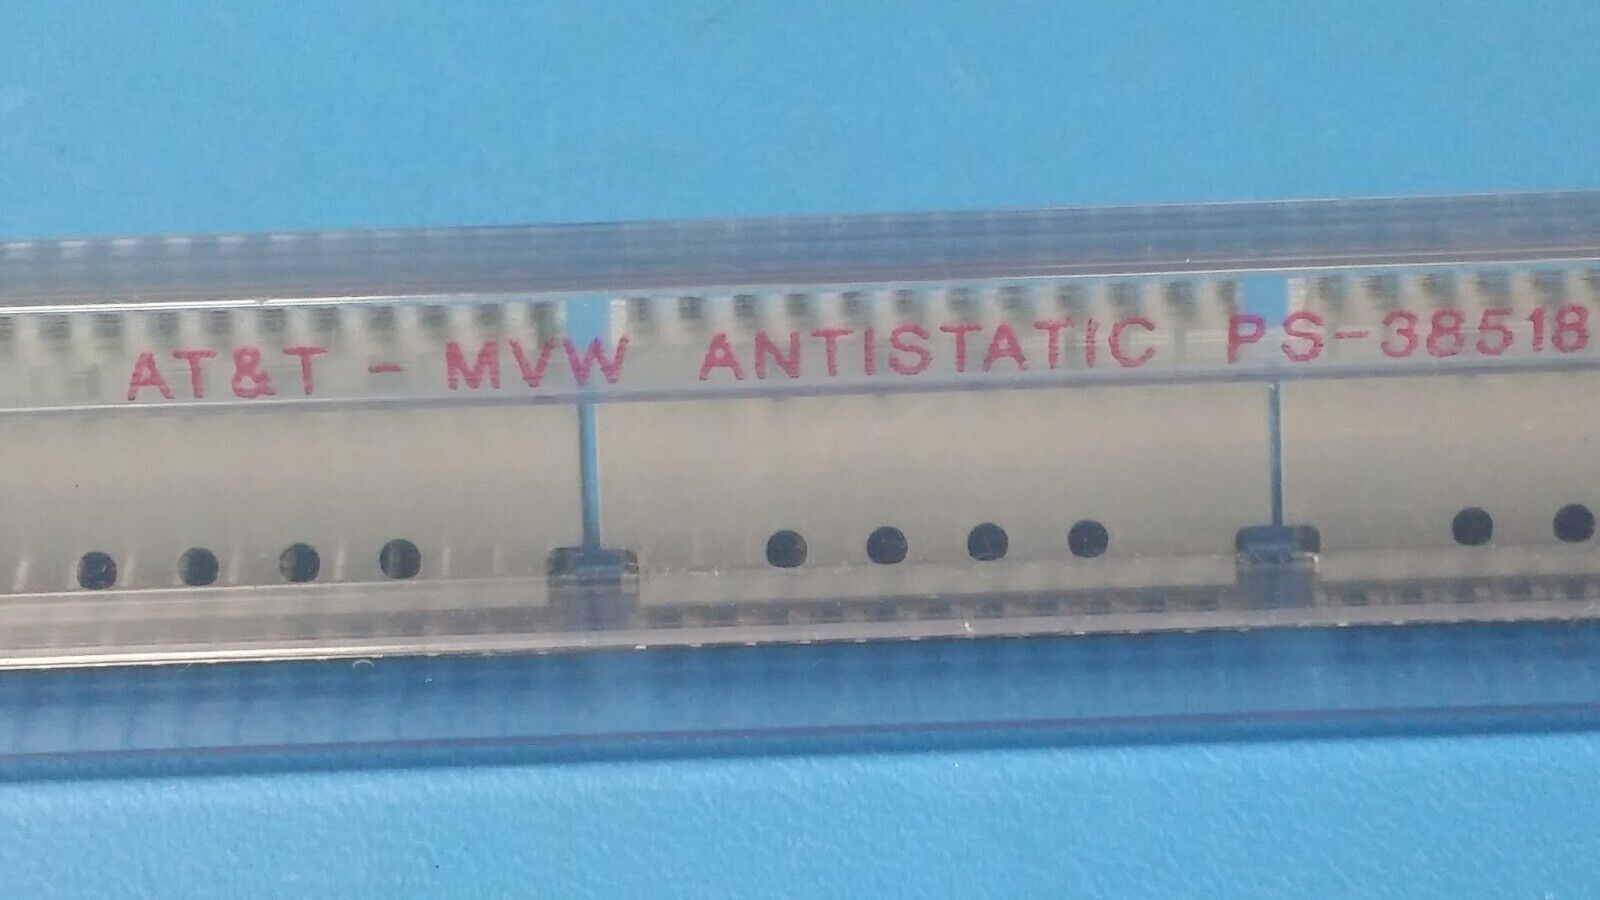 AT&T - MVW ANTISTATIC PS-38518